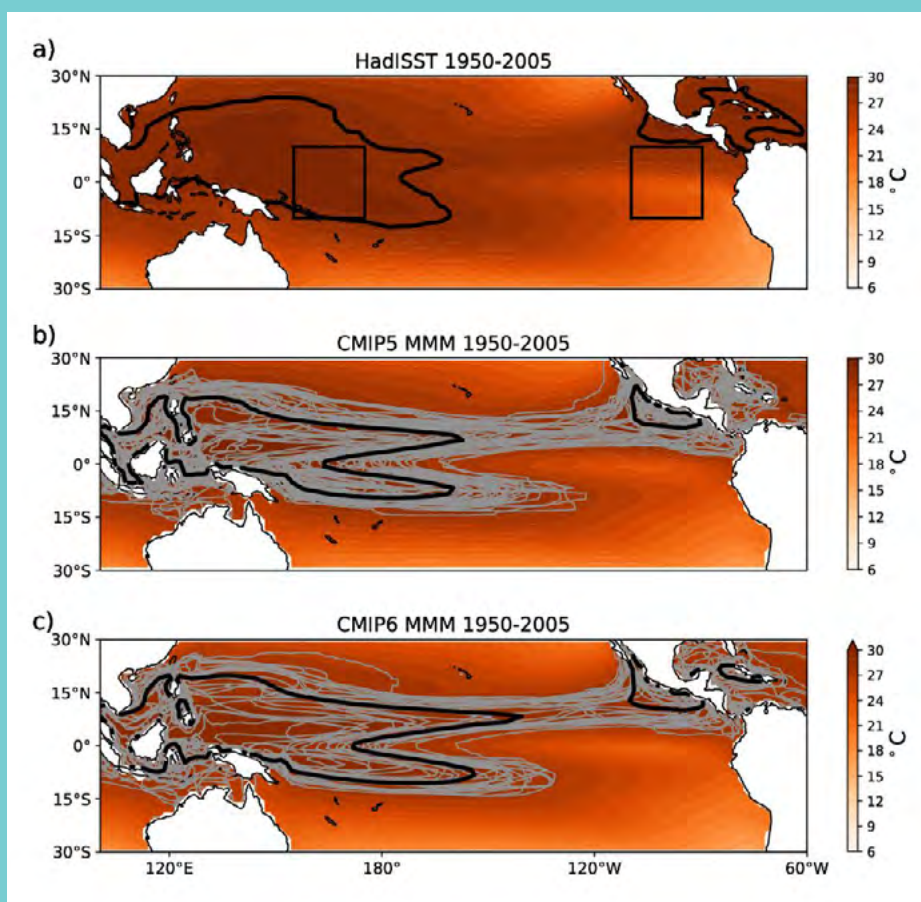 a)
HadISST 1950-2005
30°N
15°N
0°
15°S
30°S
30
27
24
21
18
15
12
9
6
°C
b)
CMIP5 MMM 1950-2005
30°N
15°N
0°
15°S
30°S
30
27
24
21
18
15
12
9
6
°C
c)
CMIP6 MMM 1950-2005
30°N
15°N
0°
15°S
30°S
120°E
180°
120°W
60°W
30
27
24
21
18
15
12
9
6
°C